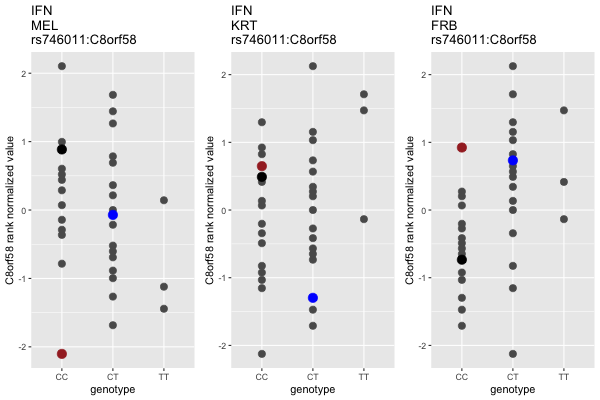 IFN
MEL
rs746011:C8orf58
C8orf58 rank normalized value
2
1
0
-1
-2
CC
CT
TT
genotype
IFN
KRT
rs746011:C8orf58
C8orf58 rank normalized value
2
1
0
-1
-2
CC
CT
TT
genotype
IFN
FRB
rs746011:C8orf58
C8orf58 rank normalized value
2
1
0
-1
-2
CC
CT
TT
genotype